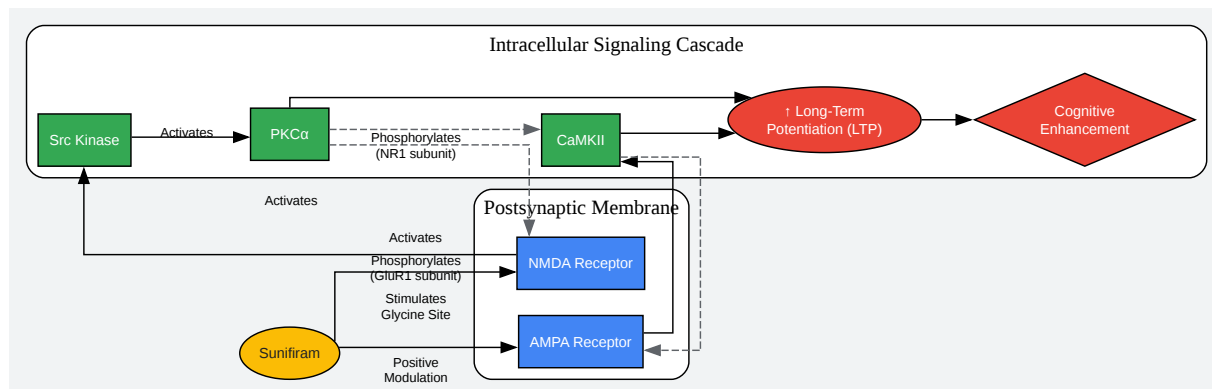 Intracellular Signaling Cascade
Src Kinase
Activates
PKCα
Phosphorylates
(NR1 subunit)
CaMKII
↑ Long-Term
Potentiation (LTP)
Cognitive
Enhancement
Activates
Postsynaptic Membrane
Activates
NMDA Receptor
Phosphorylates
(GluR1 subunit)
Stimulates
Glycine Site
Sunifiram
AMPA Receptor
Positive
Modulation